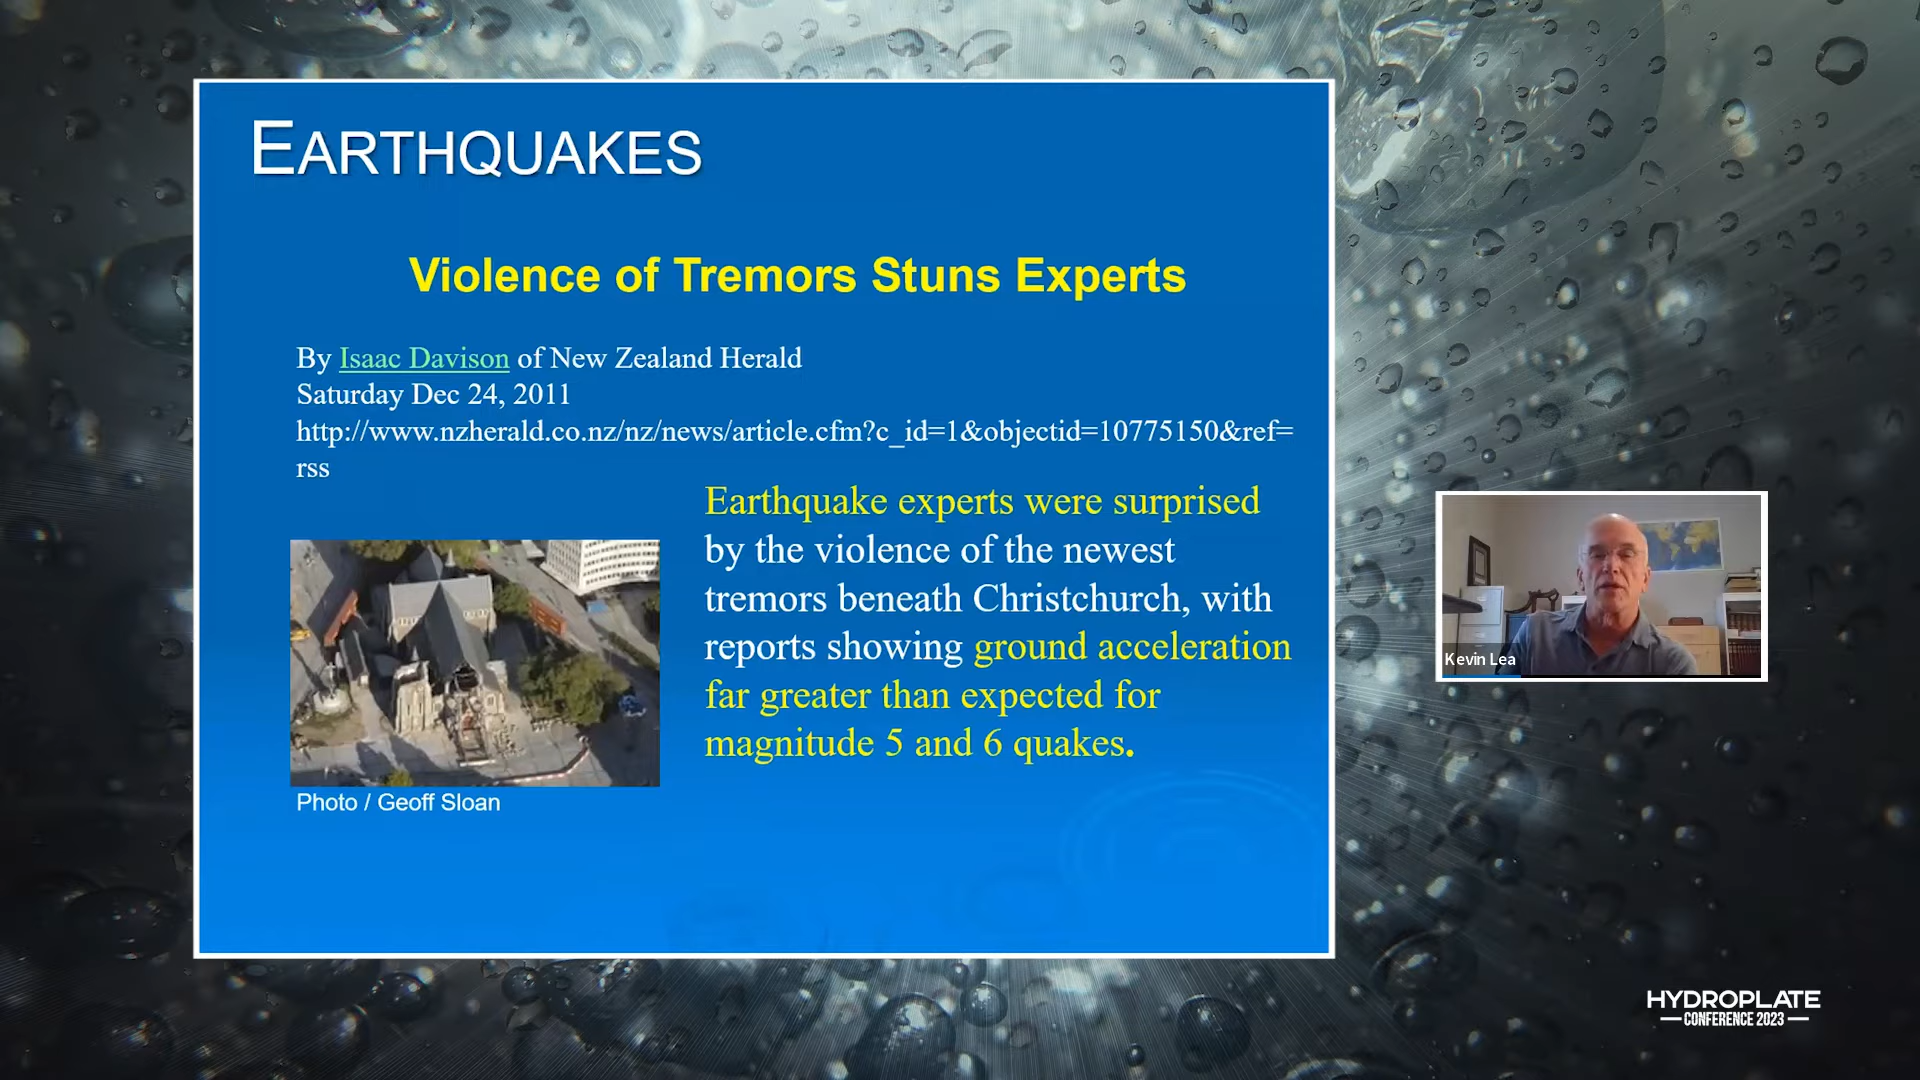 EARTHQUAKES
Violence of Tremors Stuns Experts
By Isaac Davison of New Zealand Herald
Saturday Dec 24, 2011
http://www.nzherald.co.nz/nz/news/article.cfm?c_id=1&objectid=10775150&ref=
rss
Earthquake experts were surprised
by the violence of the newest
tremors beneath Christchurch, with
reports showing ground acceleration
far greater than expected for
magnitude 5 and 6 quakes.
Photo / Geoff Sloan
Kevin Lea
HYDROPLATE
CONFERENCE 2023